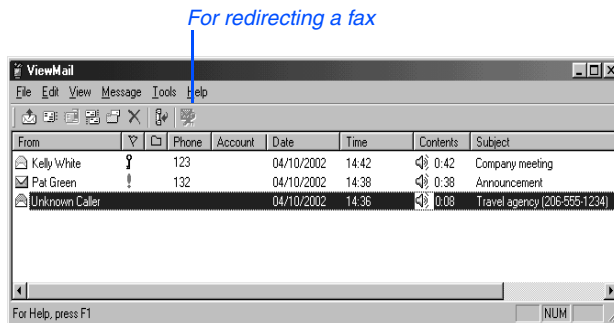 For redirecting a fax
ViewMail
File Edit View Message Tools Help
From Phone Account Date Time Contents Subject
Kelly White 123 04/10/2002 14:42 0:42 Company meeting
Pat Green 132 04/10/2002 14:38 0:38 Announcement
Unknown Caller 04/10/2002 14:36 0:08 Travel agency (206-555-1234)
For Help, press F1 NUM